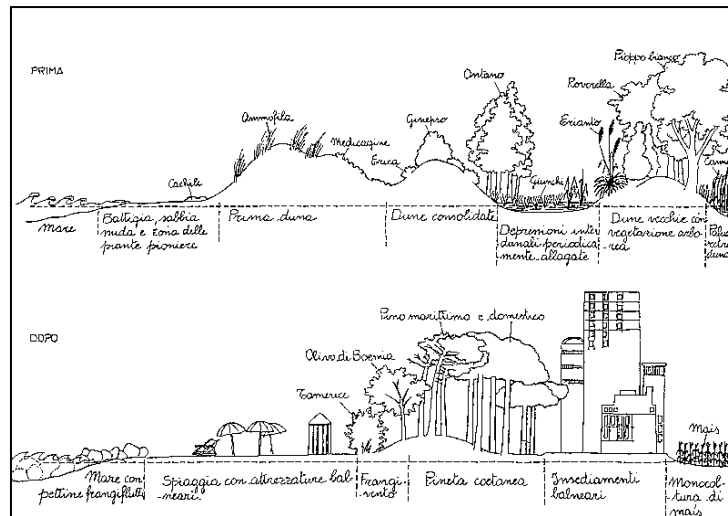 PRIMA
Pioppo bianco
Ontano
Roverella
Ammofila
Ginepro
Erianto
Medicagine
Erica
Cachile
Giunchi
Mare
Battigia, sabbia
nuda e zona delle
piante pioniere
Prima duna
Dune consolidate
Depressioni inter
dunali periodica
mente allagate
Dune vecchie con
vegetazione arbo-
rea
DOPO
Pino marittimo e domestico
Olivo di Boemia
Tamerice
Mais
Mare con
pettine frangiflutti
Spiaggia con attrezzature bal-
neari
Frangi-
vento
Pineta coetanea
Insediamenti
balneari
Monocol-
tura di
mais